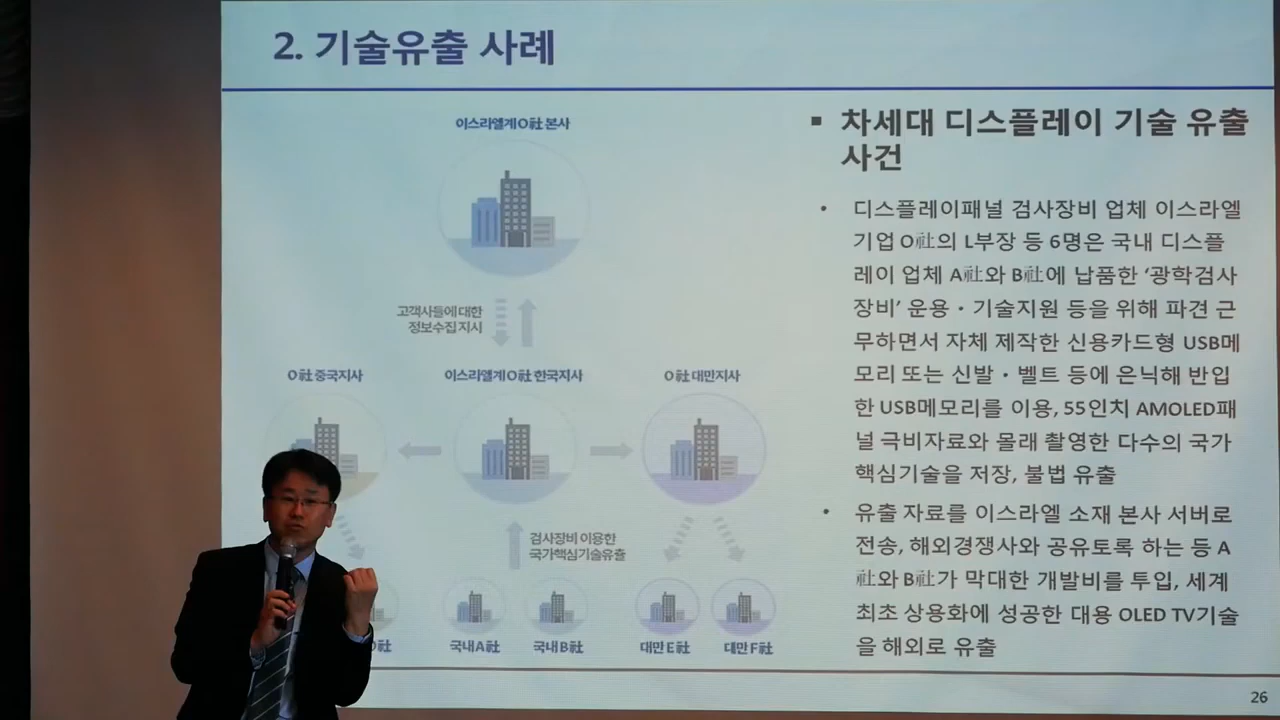 2. 기술유출 사례
이스리엘계 O社 본사
고객사들에 대한
정보수집 지시
O社 중국지사
이스리엘계 O社 한국지사
O社 대만지사
검사장비 이용한
국가핵심기술유출
국내 A社
국내 B社
대만 E社
대만 F社
▪ 차세대 디스플레이 기술 유출
사건
• 디스플레이패널 검사장비 업체 이스라엘
기업 O社의 L부장 등 6명은 국내 디스플
레이 업체 A社와 B社에 납품한 ‘광학검사
장비’ 운용·기술지원 등을 위해 파견 근
무하면서 자체 제작한 신용카드형 USB메
모리 또는 신발·벨트 등에 은닉해 반입
한 USB메모리를 이용, 55인치 AMOLED패
널 극비자료와 몰래 촬영한 다수의 국가
핵심기술을 저장, 불법 유출
• 유출 자료를 이스라엘 소재 본사 서버로
전송, 해외경쟁사와 공유토록 하는 등 A
社와 B社가 막대한 개발비를 투입, 세계
최초 상용화에 성공한 대용 OLED TV기술
을 해외로 유출
26